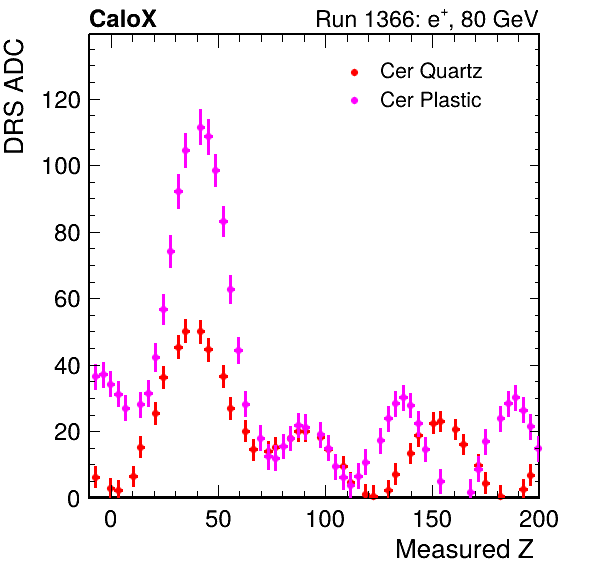 CaloX Run 1366: e⁺, 80 GeV
DRS ADC
Cer Quartz
Cer Plastic
120
100
80
60
40
20
0
0 50 100 150 200
Measured Z